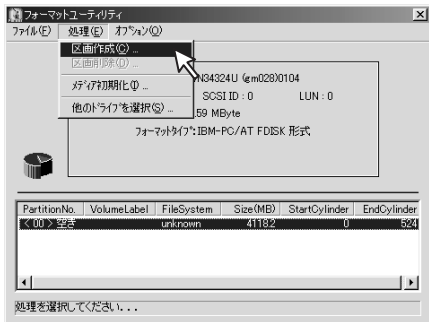 フォーマットユーティリティ
ファイル(F) 処理(E) オプション(O)
区画作成(C) ...
区画削除(D) ...
メディア初期化(I) ...
他のドライブを選択(S) ...
N34324U (gm028)0104
SCSI ID : 0 LUN : 0
.59 MByte
フォーマットタイプ:IBM-PC/AT FDISK 形式
PartitionNo. VolumeLabel FileSystem Size(MB) StartCylinder EndCylinder
< 00 > 空き unknown 4118.2 0 524
処理を選択してください...